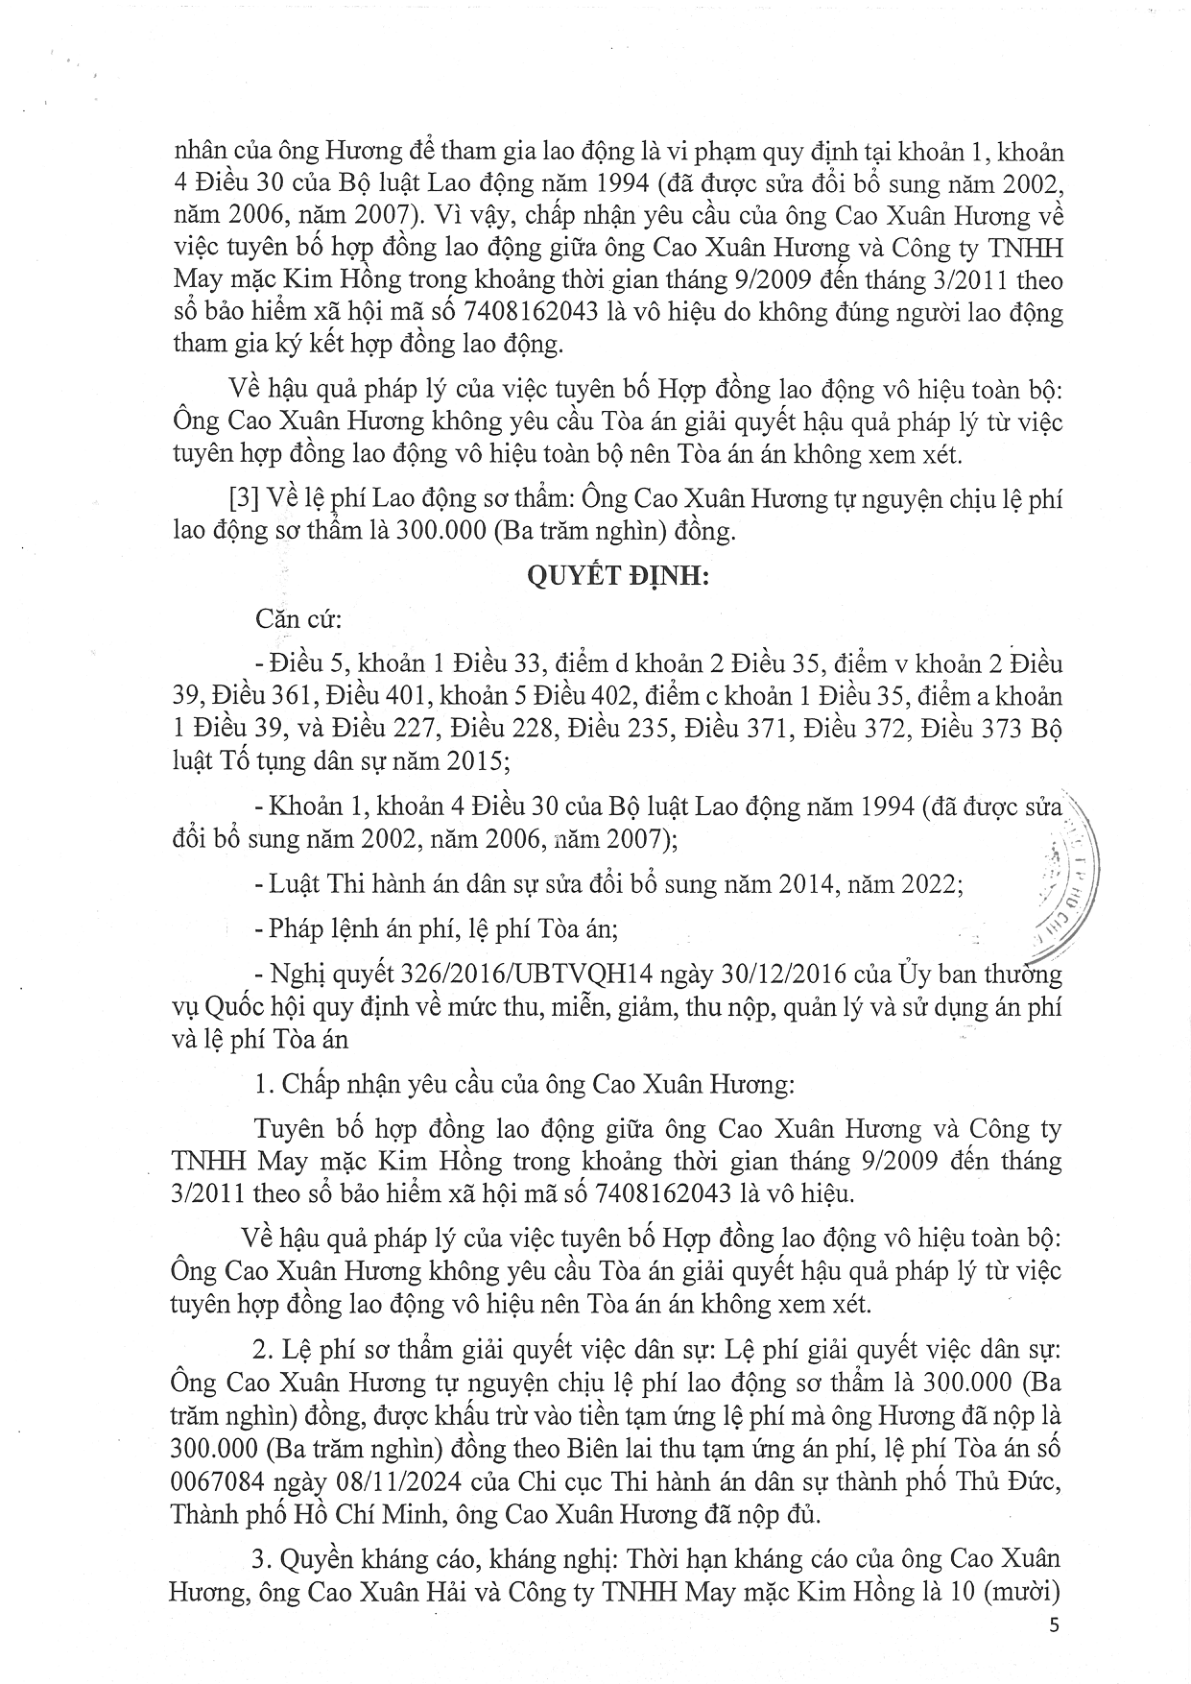 nhân của ông Hương để tham gia lao động là vi phạm quy định tại khoản 1, khoản
4 Điều 30 của Bộ luật Lao động năm 1994 (đã được sửa đổi bổ sung năm 2002,
năm 2006, năm 2007). Vì vậy, chấp nhận yêu cầu của ông Cao Xuân Hương về
việc tuyên bố hợp đồng lao động giữa ông Cao Xuân Hương và Công ty TNHH
May mặc Kim Hồng trong khoảng thời gian tháng 9/2009 đến tháng 3/2011 theo
sổ bảo hiểm xã hội mã số 7408162043 là vô hiệu do không đúng người lao động
tham gia ký kết hợp đồng lao động.
Về hậu quả pháp lý của việc tuyên bố Hợp đồng lao động vô hiệu toàn bộ:
Ông Cao Xuân Hương không yêu cầu Tòa án giải quyết hậu quả pháp lý từ việc
tuyên hợp đồng lao động vô hiệu toàn bộ nên Tòa án án không xem xét.
[3] Về lệ phí Lao động sơ thẩm: Ông Cao Xuân Hương tự nguyện chịu lệ phí
lao động sơ thẩm là 300.000 (Ba trăm nghìn) đồng.
QUYẾT ĐỊNH:
Căn cứ:
- Điều 5, khoản 1 Điều 33, điểm d khoản 2 Điều 35, điểm v khoản 2 Điều
39, Điều 361, Điều 401, khoản 5 Điều 402, điểm c khoản 1 Điều 35, điểm a khoản
1 Điều 39, và Điều 227, Điều 228, Điều 235, Điều 371, Điều 372, Điều 373 Bộ
luật Tố tụng dân sự năm 2015;
- Khoản 1, khoản 4 Điều 30 của Bộ luật Lao động năm 1994 (đã được sửa
đổi bổ sung năm 2002, năm 2006, năm 2007);
- Luật Thi hành án dân sự sửa đổi bổ sung năm 2014, năm 2022;
- Pháp lệnh án phí, lệ phí Tòa án;
- Nghị quyết 326/2016/UBTVQH14 ngày 30/12/2016 của Ủy ban thường
vụ Quốc hội quy định về mức thu, miễn, giảm, thu nộp, quản lý và sử dụng án phí
và lệ phí Tòa án
1. Chấp nhận yêu cầu của ông Cao Xuân Hương:
Tuyên bố hợp đồng lao động giữa ông Cao Xuân Hương và Công ty
TNHH May mặc Kim Hồng trong khoảng thời gian tháng 9/2009 đến tháng
3/2011 theo sổ bảo hiểm xã hội mã số 7408162043 là vô hiệu.
Về hậu quả pháp lý của việc tuyên bố Hợp đồng lao động vô hiệu toàn bộ:
Ông Cao Xuân Hương không yêu cầu Tòa án giải quyết hậu quả pháp lý từ việc
tuyên hợp đồng lao động vô hiệu nên Tòa án án không xem xét.
2. Lệ phí sơ thẩm giải quyết việc dân sự: Lệ phí giải quyết việc dân sự:
Ông Cao Xuân Hương tự nguyện chịu lệ phí lao động sơ thẩm là 300.000 (Ba
trăm nghìn) đồng, được khấu trừ vào tiền tạm ứng lệ phí mà ông Hương đã nộp là
300.000 (Ba trăm nghìn) đồng theo Biên lai thu tạm ứng án phí, lệ phí Tòa án số
0067084 ngày 08/11/2024 của Chi cục Thi hành án dân sự thành phố Thủ Đức,
Thành phố Hồ Chí Minh, ông Cao Xuân Hương đã nộp đủ.
3. Quyền kháng cáo, kháng nghị: Thời hạn kháng cáo của ông Cao Xuân
Hương, ông Cao Xuân Hải và Công ty TNHH May mặc Kim Hồng là 10 (mười)
5